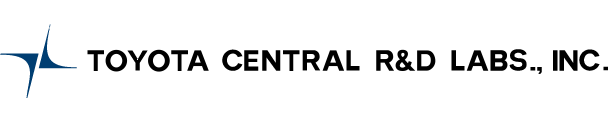 TOYOTA CENTRAL R&D LABS., INC.